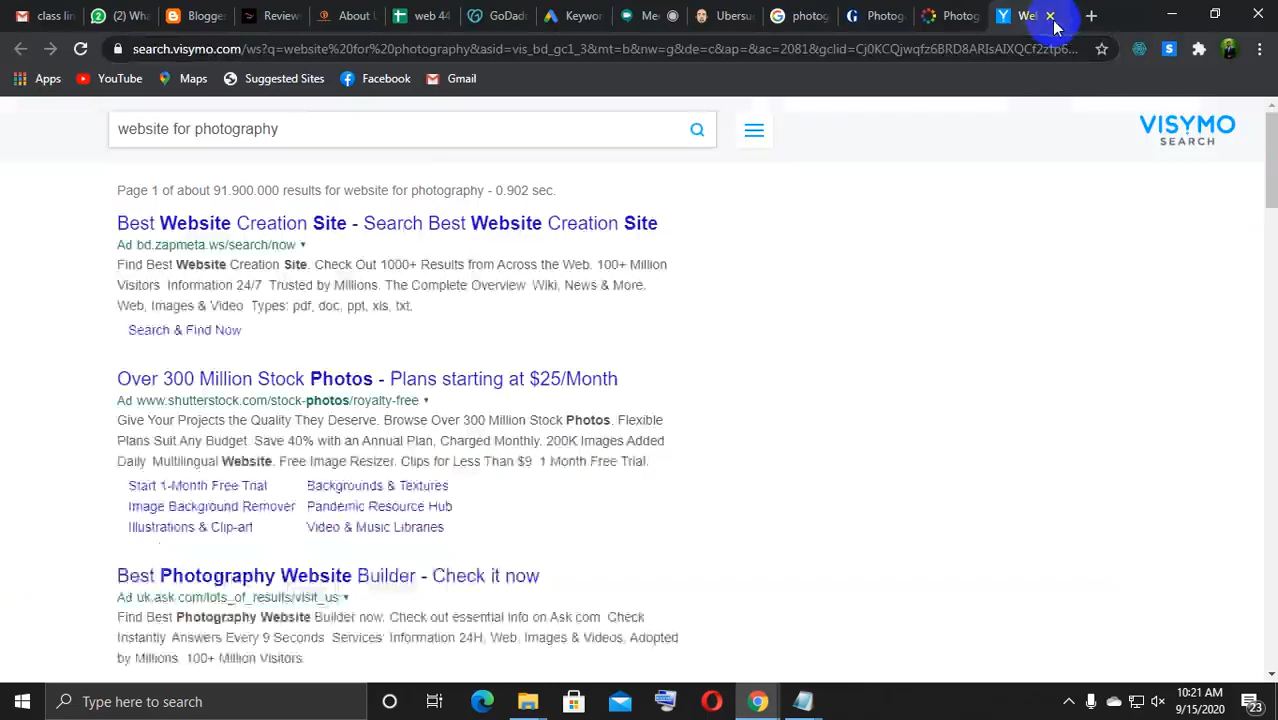 class lin
(2) Wha
Blogger
Review
About U
web 44
GoDadd
Keywor
Me
Ubersu
photog
Photog
Photog
Wel
search.visymo.com/ws?q=website%20for%20photography&asid=vis_bd_gc1_3&mt=b&nw=g&de=c&ap=&ac=2081&gclid=Cj0KCQjwqfz6BRD8ARIsAIXQCf2ztp6...
Apps
YouTube
Maps
Suggested Sites
Facebook
Gmail
website for photography
VISYMO
SEARCH
Page 1 of about 91.900.000 results for website for photography - 0.902 sec.
Best Website Creation Site - Search Best Website Creation Site
Ad bd.zapmeta.ws/search/now
Find Best Website Creation Site. Check Out 1000+ Results from Across the Web. 100+ Million
Visitors Information 24/7 Trusted by Millions. The Complete Overview Wiki, News & More.
Web, Images & Video Types: pdf, doc, ppt, xls, txt.
Search & Find Now
Over 300 Million Stock Photos - Plans starting at $25/Month
Ad www.shutterstock.com/stock-photos/royalty-free
Give Your Projects the Quality They Deserve. Browse Over 300 Million Stock Photos. Flexible
Plans Suit Any Budget Save 40% with an Annual Plan, Charged Monthly. 200K Images Added
Daily Multilingual Website. Free Image Resizer. Clips for Less Than $9 1 Month Free Trial.
Start 1-Month Free Trial Backgrounds & Textures
Image Background Remover Pandemic Resource Hub
Illustrations & Clip-art Video & Music Libraries
Best Photography Website Builder - Check it now
Ad uk.ask.com/lots_of_results/visit_us
Find Best Photography Website Builder now. Check out essential info on Ask com Check
Instantly Answers Every 9 Seconds Services: Information 24H, Web, Images & Videos, Adopted
by Millions 100+ Million Visitors
Type here to search
10:21 AM
9/15/2020
23